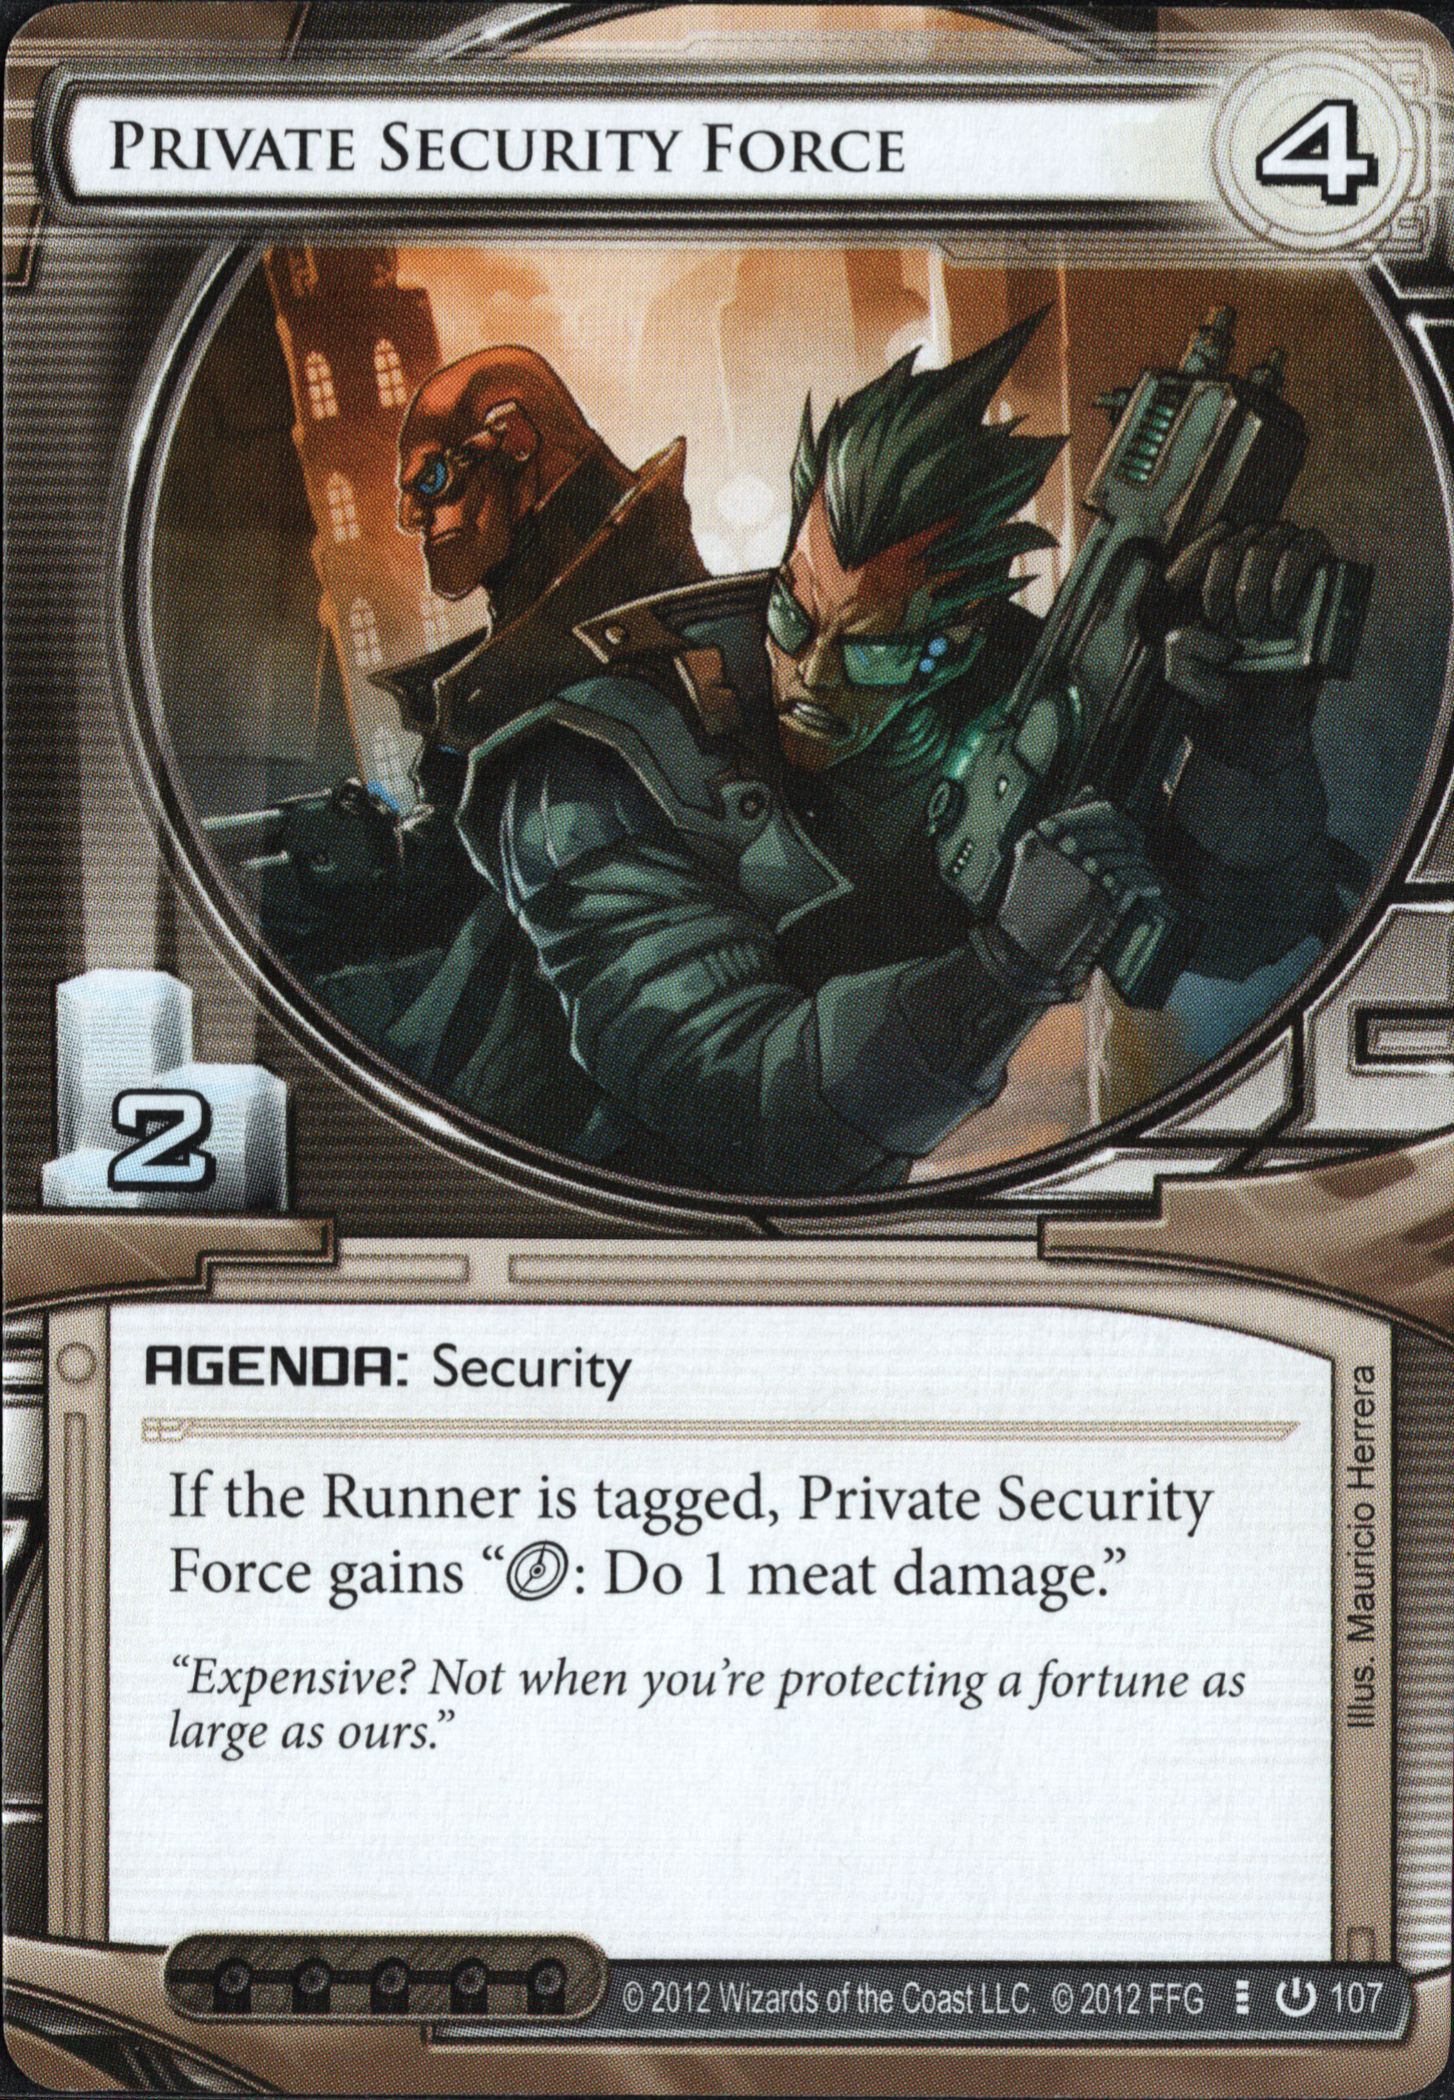 PRIVATE SECURITY FORCE
4
2
AGENDA: Security
If the Runner is tagged, Private Security
Force gains “: Do 1 meat damage.”
“Expensive? Not when you’re protecting a fortune as
large as ours.”
Illus. Mauricio Herrera
© 2012 Wizards of the Coast LLC © 2012 FFG 107